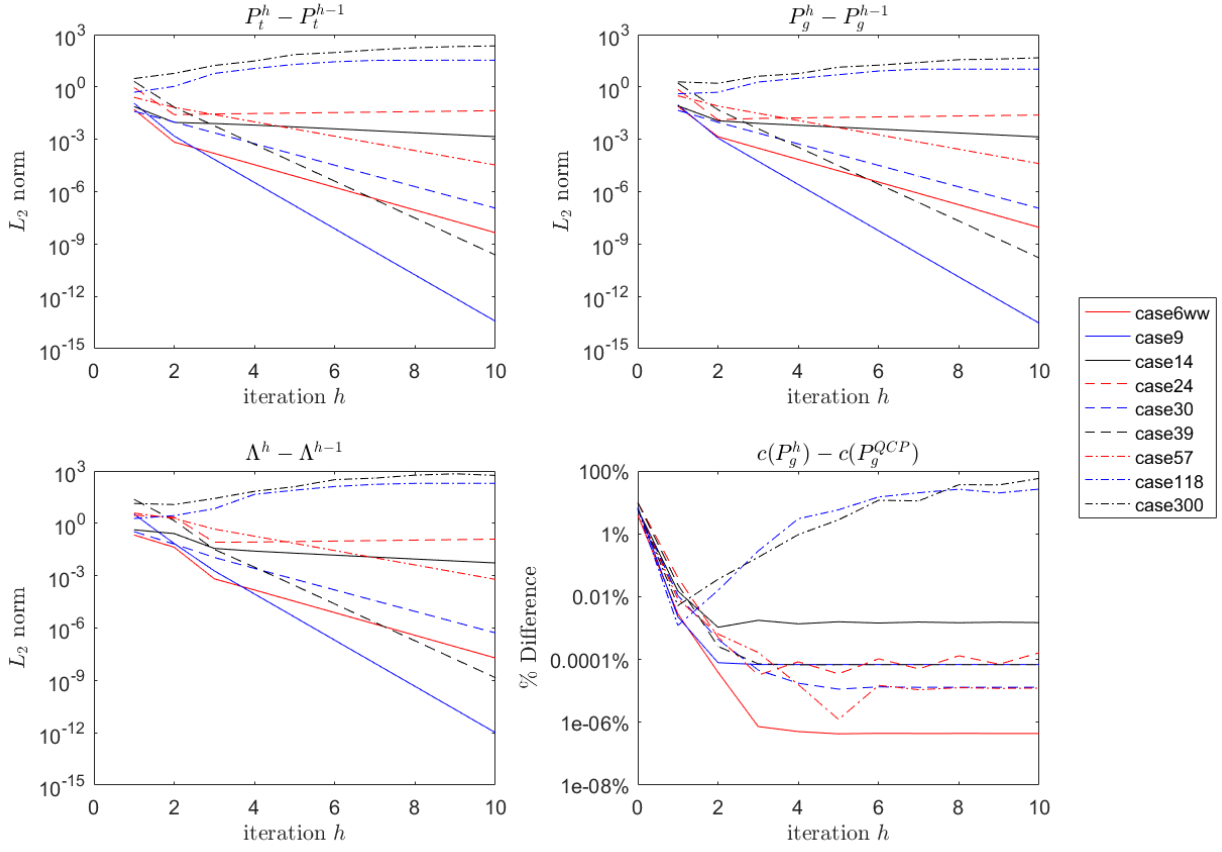 P_t^h − P_t^{h−1}
10^3
10^0
10^{-3}
10^{-6}
10^{-9}
10^{-12}
10^{-15}
L_2 norm
0 2 4 6 8 10
iteration h
P_g^h − P_g^{h−1}
10^3
10^0
10^{-3}
10^{-6}
10^{-9}
10^{-12}
10^{-15}
L_2 norm
0 2 4 6 8 10
iteration h
Λ^h − Λ^{h−1}
10^3
10^0
10^{-3}
10^{-6}
10^{-9}
10^{-12}
10^{-15}
L_2 norm
0 2 4 6 8 10
iteration h
c(P_g^h) − c(P_g^{QCP})
100%
1%
0.01%
0.0001%
1e-06%
1e-08%
% Difference
0 2 4 6 8 10
iteration h
case6ww
case9
case14
case24
case30
case39
case57
case118
case300